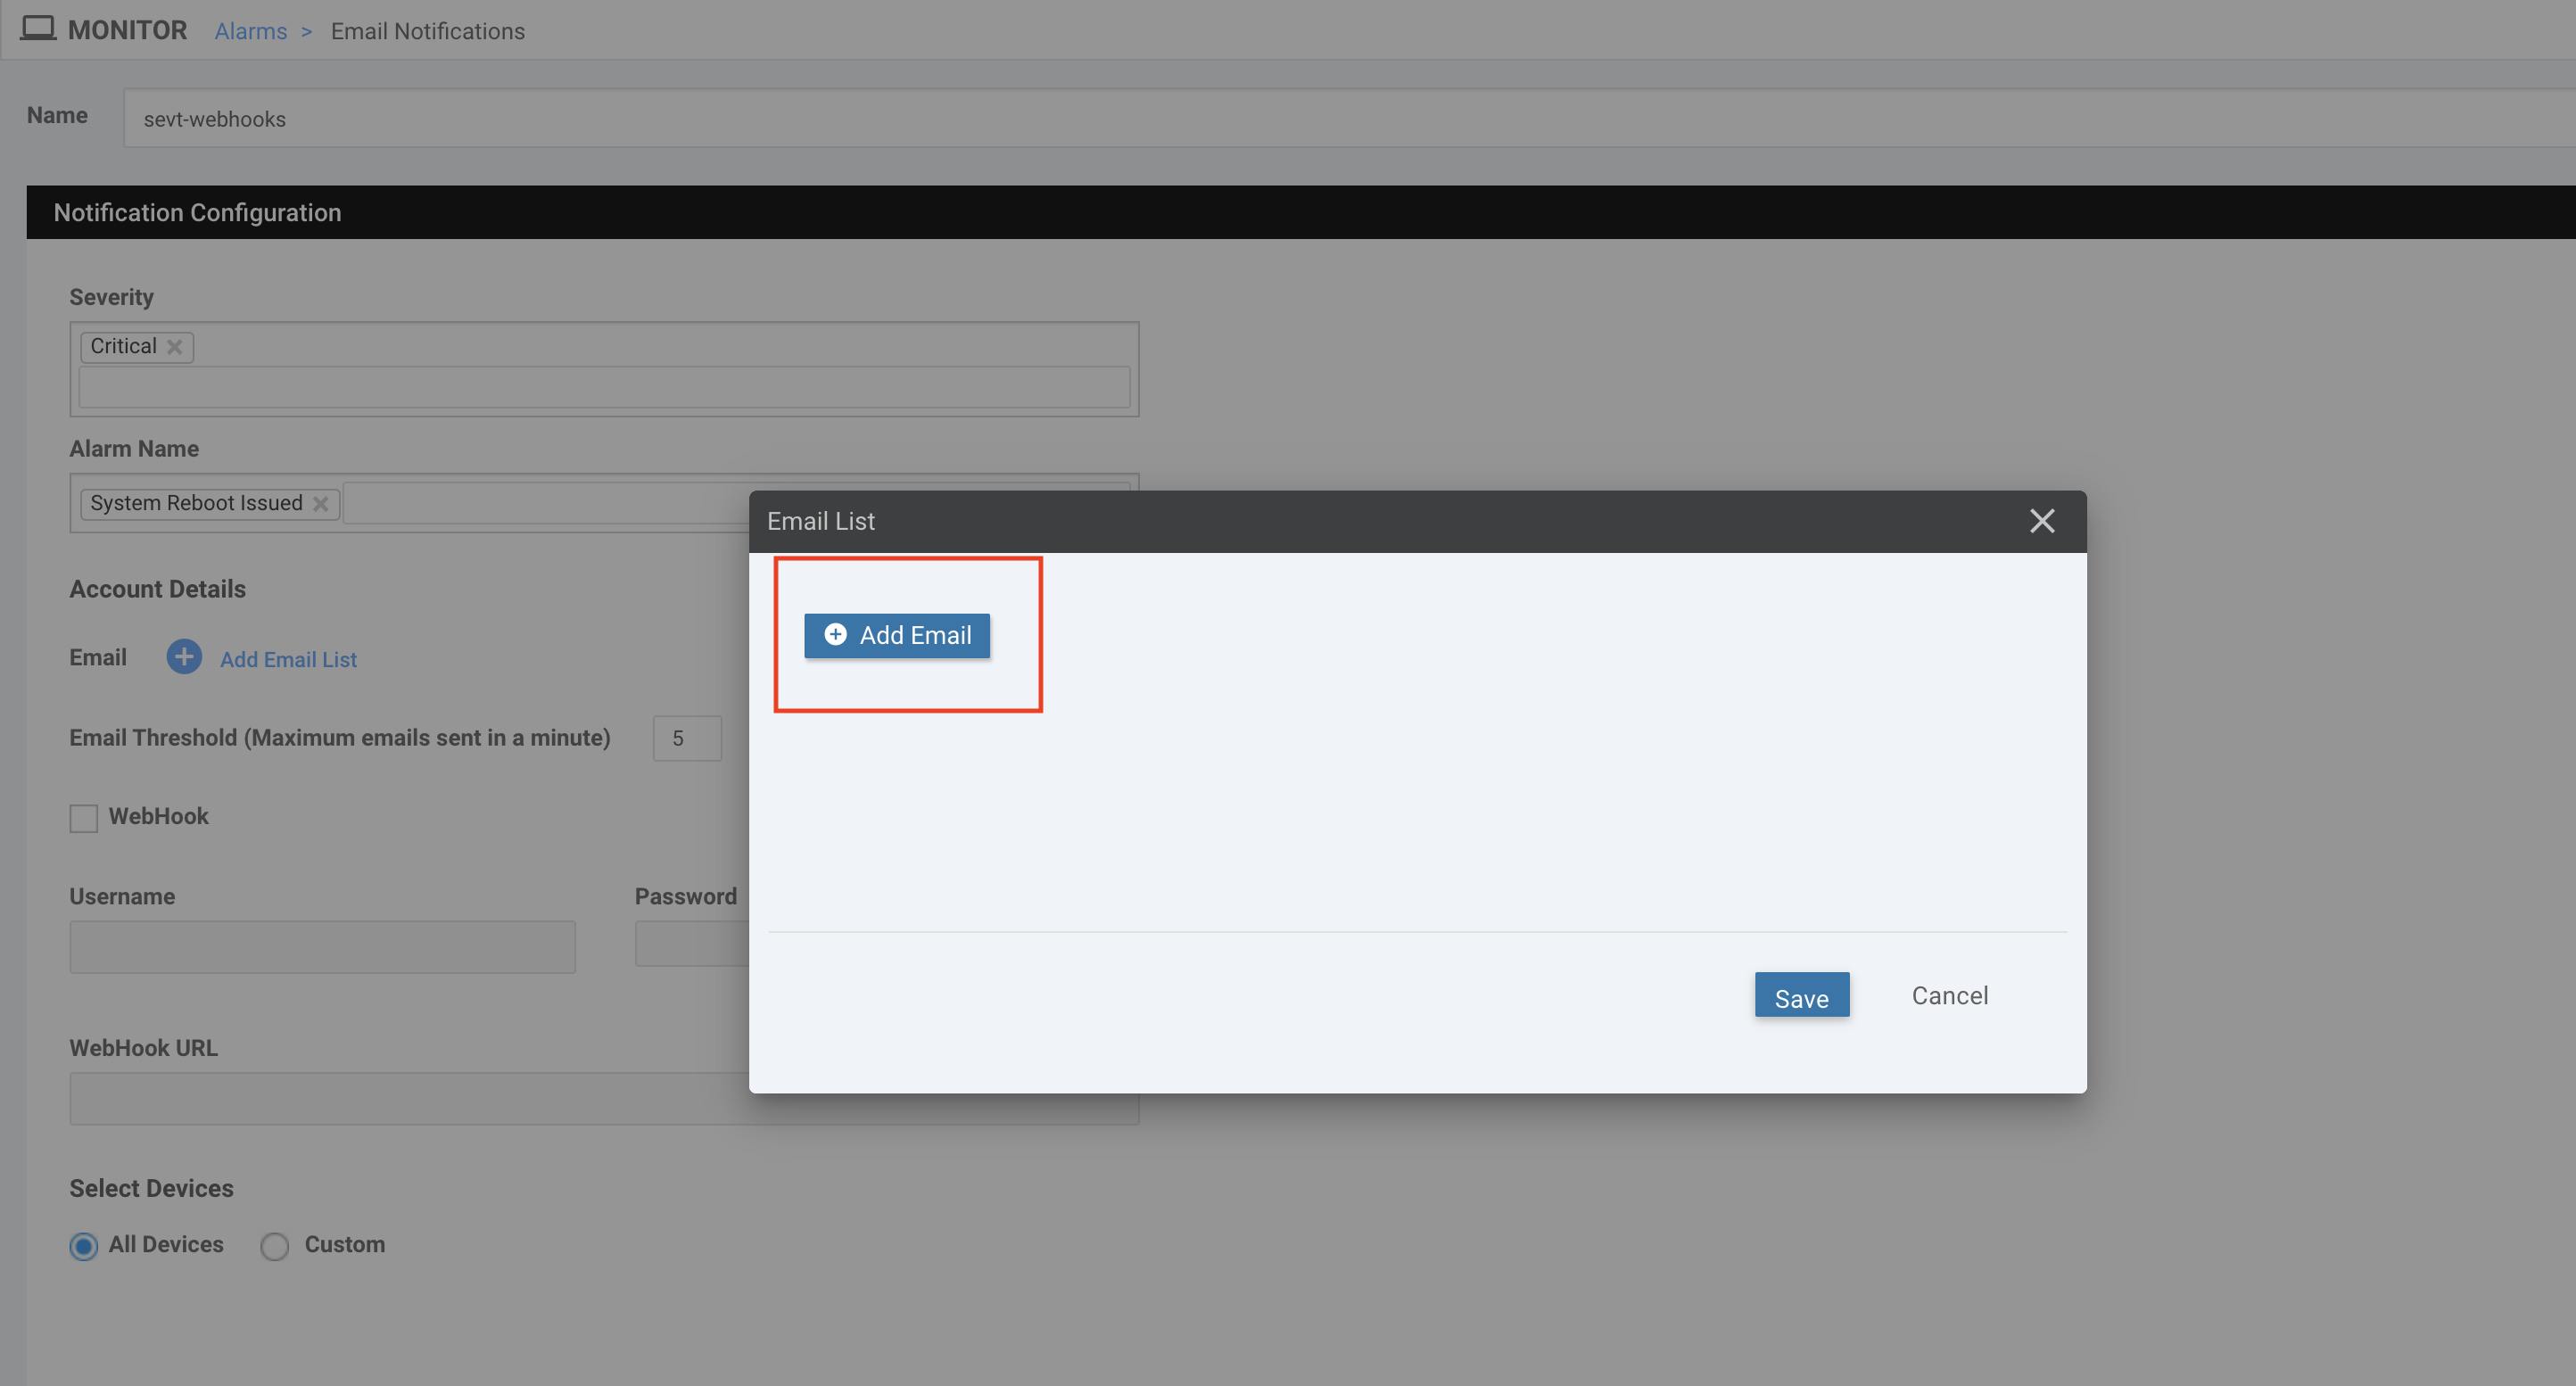 MONITOR Alarms > Email Notifications
Name sevt-webhooks
Notification Configuration
Severity
Critical
Alarm Name
System Reboot Issued
Account Details
Email Add Email List
Email Threshold (Maximum emails sent in a minute) 5
WebHook
Username Password
WebHook URL
Select Devices
All Devices Custom
Email List
Add Email
Save Cancel